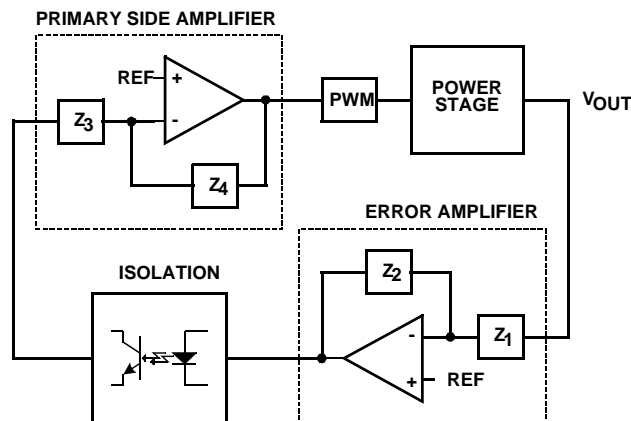 PRIMARY SIDE AMPLIFIER
REF
+
-
Z3
Z4
PWM
POWER
STAGE
VOUT
ERROR AMPLIFIER
ISOLATION
Z2
Z1
-
+
REF